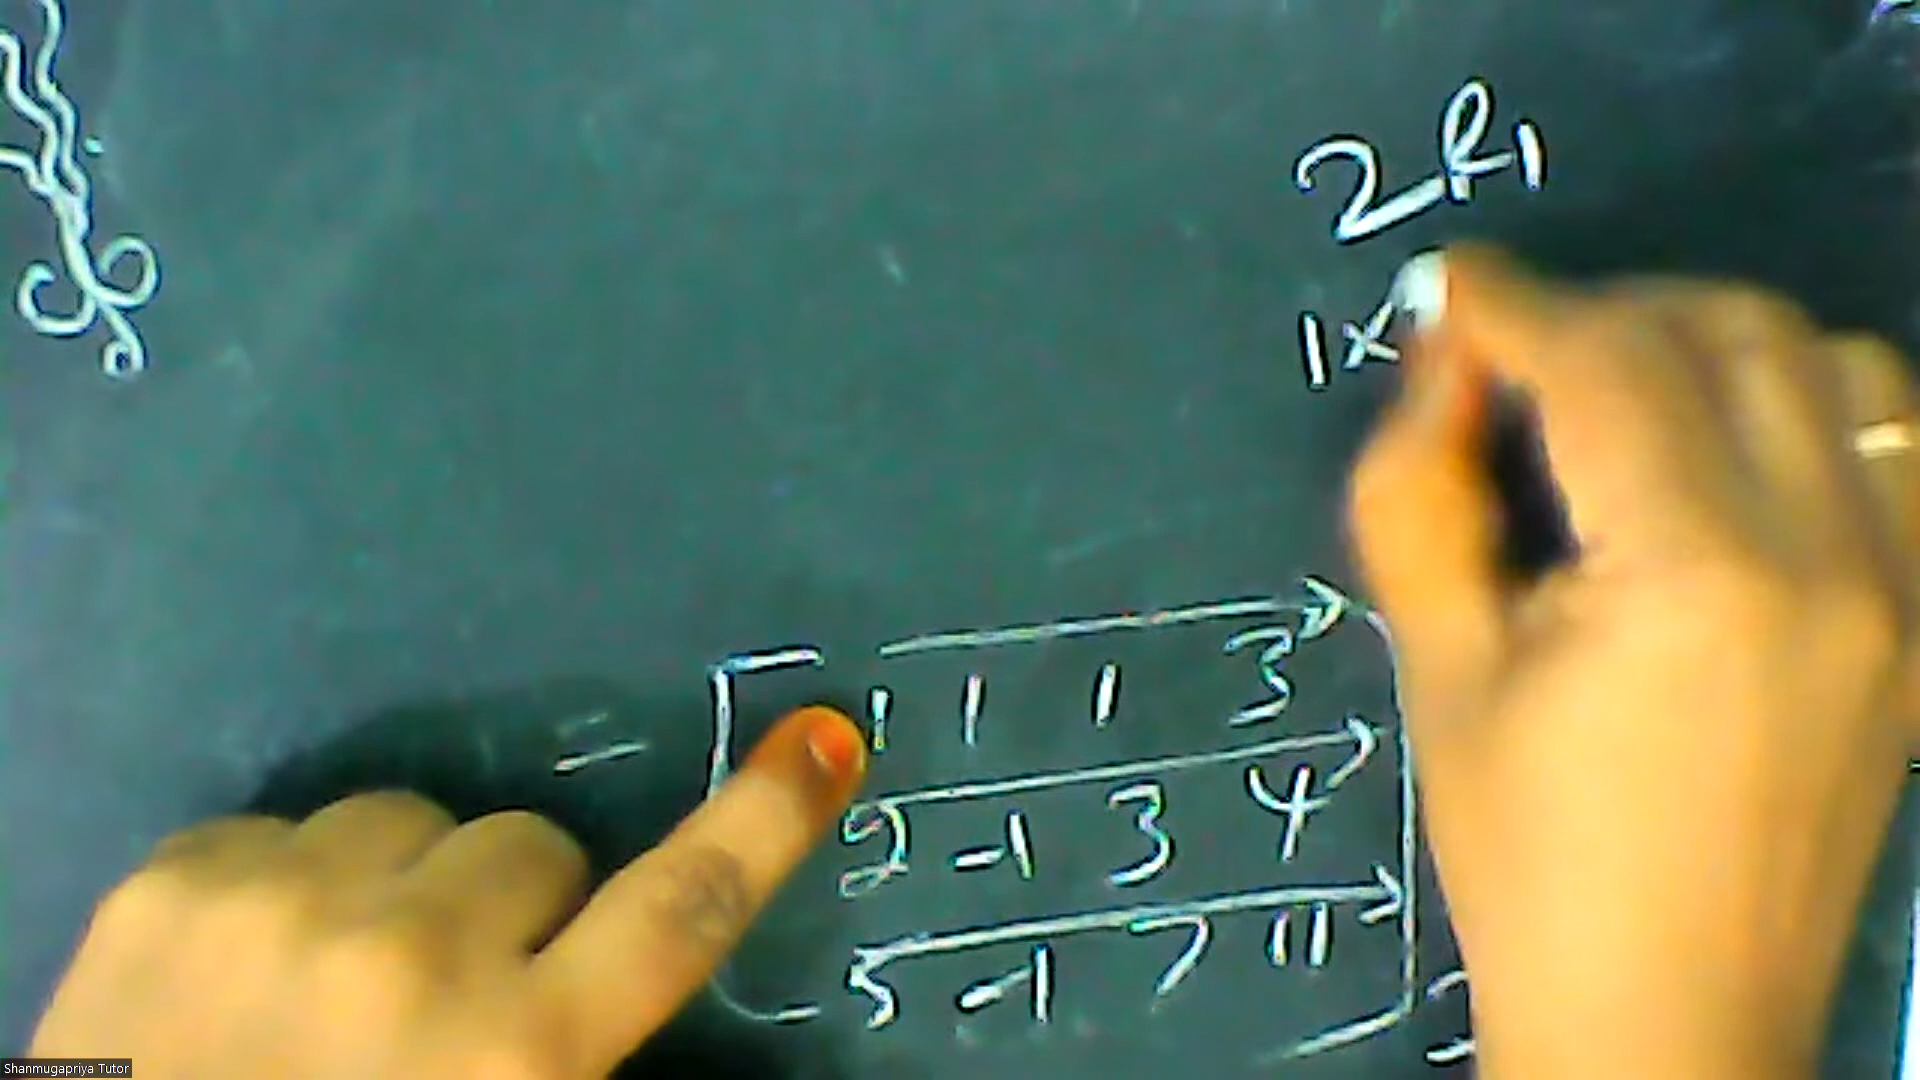 2R1
1x
= 1 1 1 3
2 -1 3 4
5 -1 7 11
Shanmugapriya Tutor